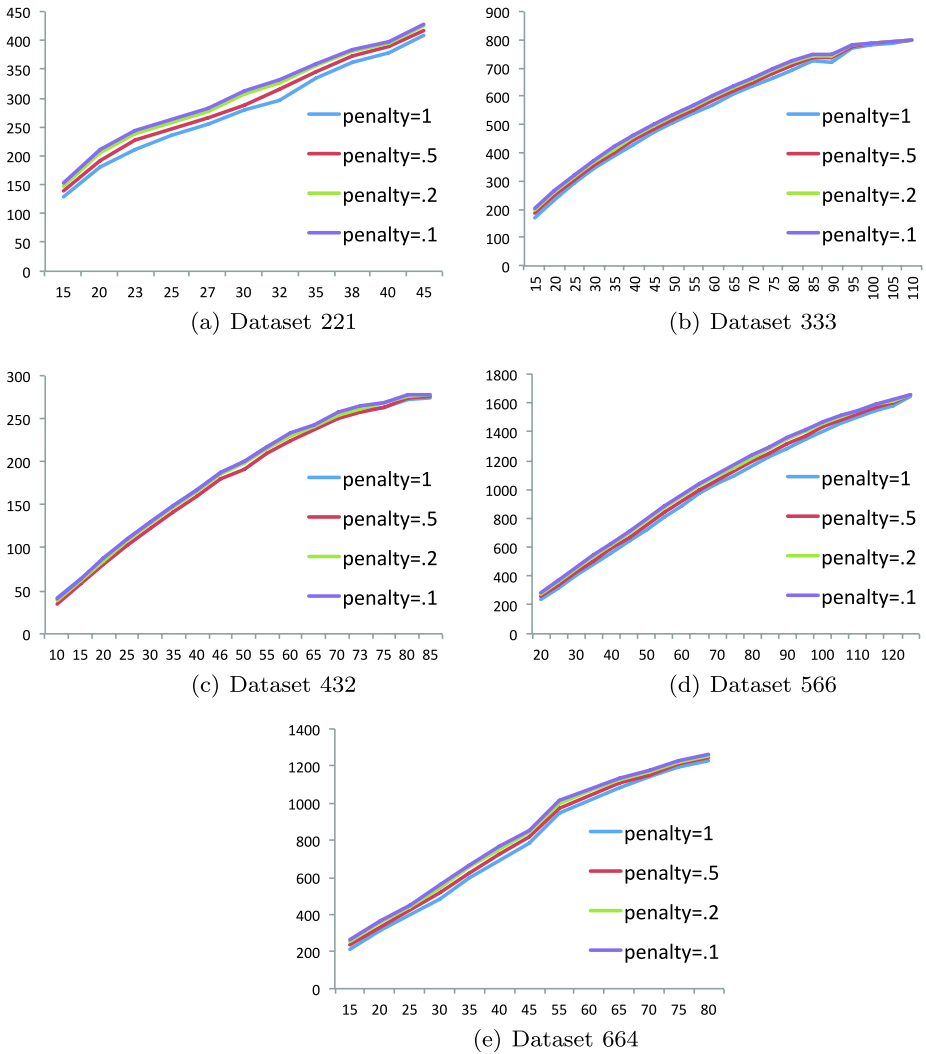 450
400
350
300
250
200
150
100
50
0
penalty=1
penalty=.5
penalty=.2
penalty=.1
15 20 23 25 27 30 32 35 38 40 45
(a) Dataset 221
900
800
700
600
500
400
300
200
100
0
penalty=1
penalty=.5
penalty=.2
penalty=.1
15 20 25 30 35 40 45 50 55 60 65 70 75 80 85 90 95 100 105 110
(b) Dataset 333
300
250
200
150
100
50
0
penalty=1
penalty=.5
penalty=.2
penalty=.1
10 15 20 25 30 35 40 46 50 55 60 65 70 73 75 80 85
(c) Dataset 432
1800
1600
1400
1200
1000
800
600
400
200
0
penalty=1
penalty=.5
penalty=.2
penalty=.1
20 30 40 50 60 70 80 90 100 110 120
(d) Dataset 566
1400
1200
1000
800
600
400
200
0
penalty=1
penalty=.5
penalty=.2
penalty=.1
15 20 25 30 35 40 45 55 60 65 70 75 80
(e) Dataset 664